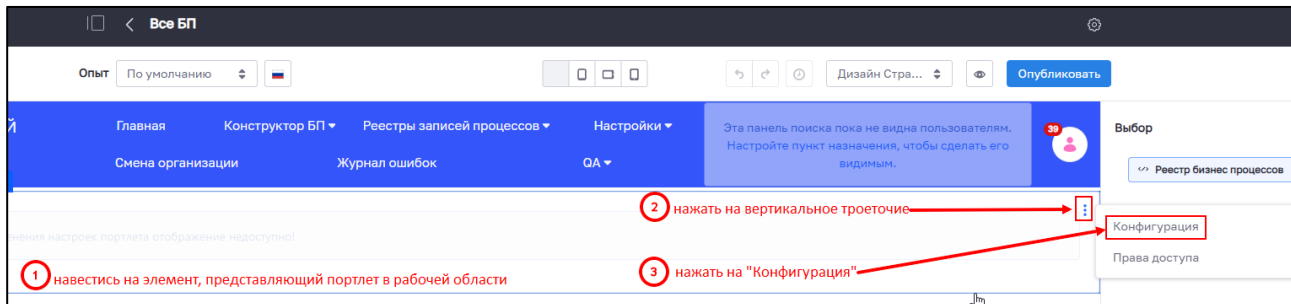 Все БП
Опыт По умолчанию Дизайн Стра... Опубликовать
й Главная Конструктор БП Реестры записей процессов Настройки
Смена организации Журнал ошибок QA
Эта панель поиска пока не видна пользователям.
Настройте пункт назначения, чтобы сделать его
видимым.
39
Выбор
Реестр бизнес процессов
2 нажать на вертикальное троеточие
Конфигурация
Права доступа
енения настроек портлета отображение недоступно!
1 навестись на элемент, представляющий портлет в рабочей области
3 нажать на "Конфигурация"